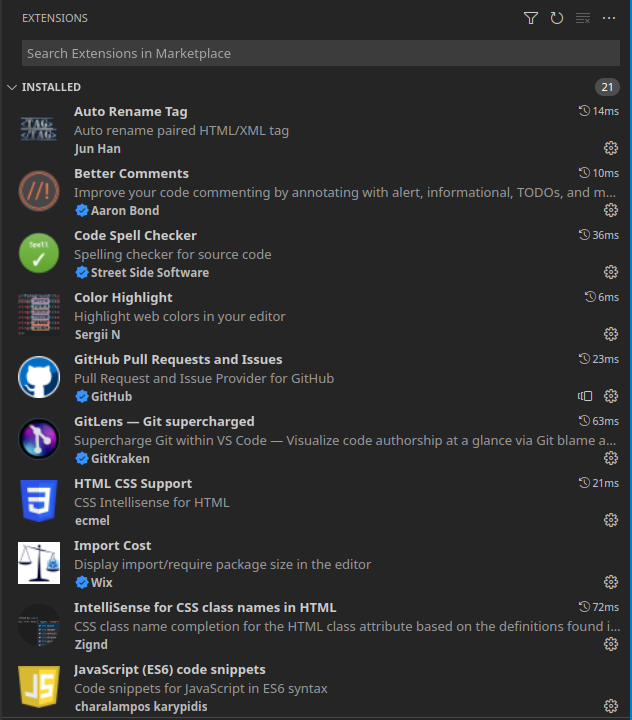 EXTENSIONS
Search Extensions in Marketplace
INSTALLED 21
Auto Rename Tag 14ms
Auto rename paired HTML/XML tag
Jun Han
Better Comments 10ms
Improve your code commenting by annotating with alert, informational, TODOs, and m...
Aaron Bond
Code Spell Checker 36ms
Spelling checker for source code
Street Side Software
Color Highlight 6ms
Highlight web colors in your editor
Sergii N
GitHub Pull Requests and Issues 23ms
Pull Request and Issue Provider for GitHub
GitHub
GitLens — Git supercharged 63ms
Supercharge Git within VS Code — Visualize code authorship at a glance via Git blame a...
GitKraken
HTML CSS Support 21ms
CSS Intellisense for HTML
ecmel
Import Cost
Display import/require package size in the editor
Wix
IntelliSense for CSS class names in HTML 72ms
CSS class name completion for the HTML class attribute based on the definitions found i...
Zignd
JavaScript (ES6) code snippets
Code snippets for JavaScript in ES6 syntax
charalampos karypidis
TAG
TAG
//!
Spell
3
JS